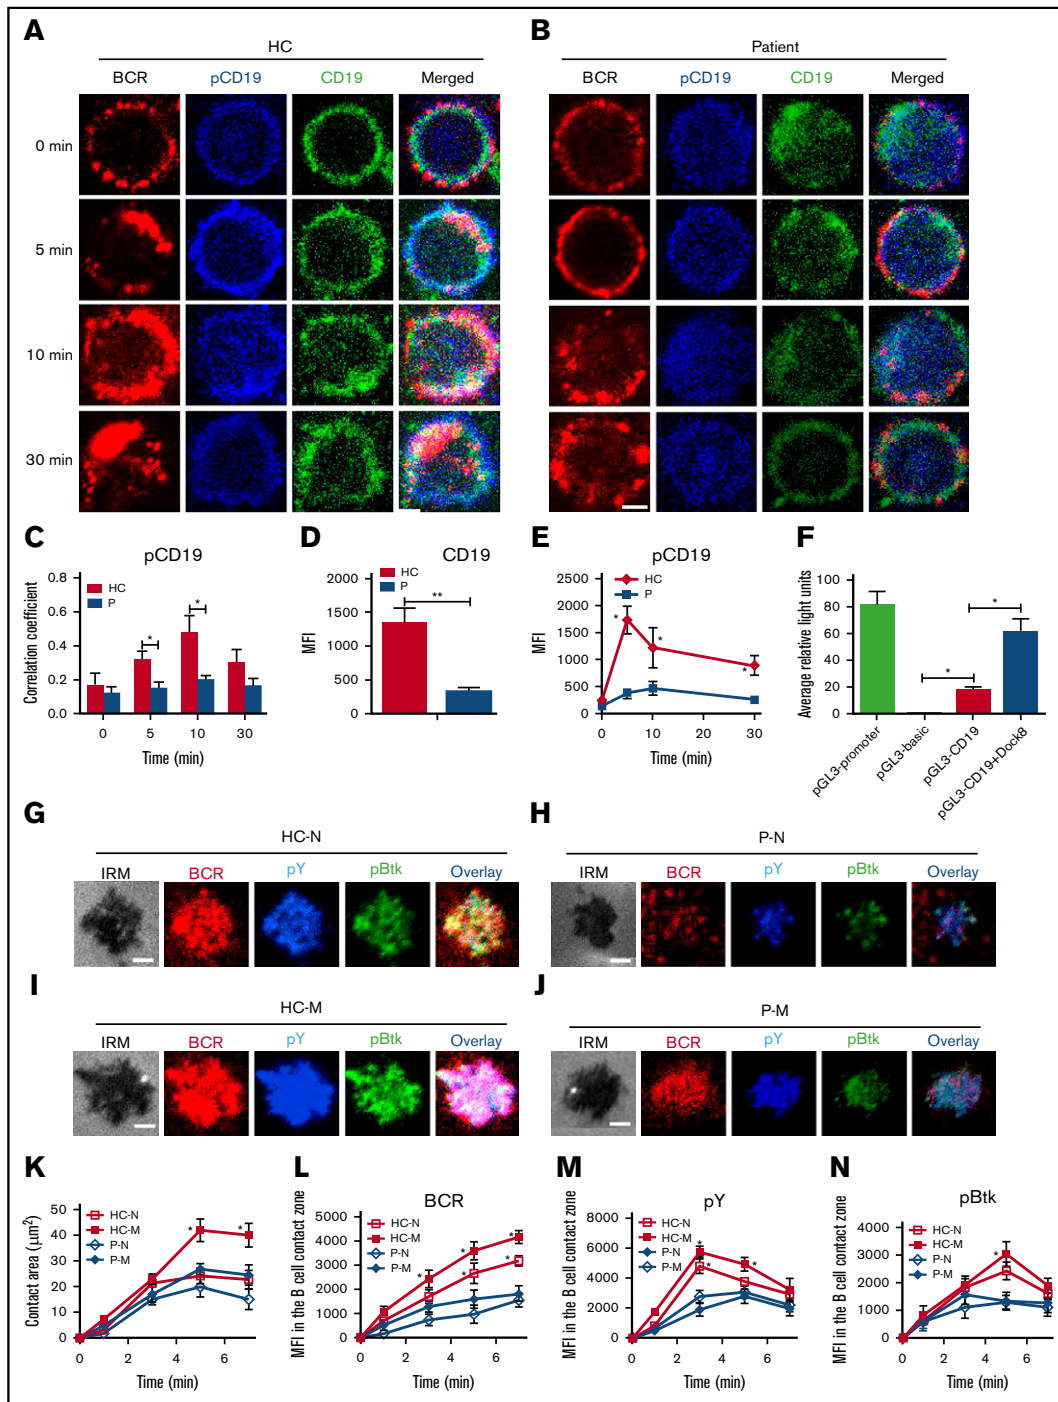 A
HC
BCR pCD19 CD19 Merged
0 min
5 min
10 min
30 min
B
Patient
BCR pCD19 CD19 Merged
C
pCD19
HC
P
Correlation coefficient
0.8
0.6
0.4
0.2
0.0
* *
0 5 10 30
Time (min)
D
CD19
HC
P
**
MFI
2000
1500
1000
500
0
E
pCD19
HC
P
MFI
2500
2000
1500
1000
500
0
* * *
0 10 20 30
Time (min)
F
Average relative light units
100
80
60
40
20
0
* *
pGL3-promoter
pGL3-basic
pGL3-CD19
pGL3-CD19+Dock8
G
HC-N
IRM BCR pY pBtk Overlay
H
P-N
IRM BCR pY pBtk Overlay
I
HC-M
IRM BCR pY pBtk Overlay
J
P-M
IRM BCR pY pBtk Overlay
K
Contact area (μm²)
50
40
30
20
10
0
HC-N
HC-M
P-N
P-M
* *
0 2 4 6
Time (min)
L
BCR
MFI in the B cell contact zone
5000
4000
3000
2000
1000
0
HC-N
HC-M
P-N
P-M
* * * * *
0 2 4 6
Time (min)
M
pY
MFI in the B cell contact zone
8000
6000
4000
2000
0
HC-N
HC-M
P-N
P-M
* * *
0 2 4 6
Time (min)
N
pBtk
MFI in the B cell contact zone
4000
3000
2000
1000
0
HC-N
HC-M
P-N
P-M
*
0 2 4 6
Time (min)